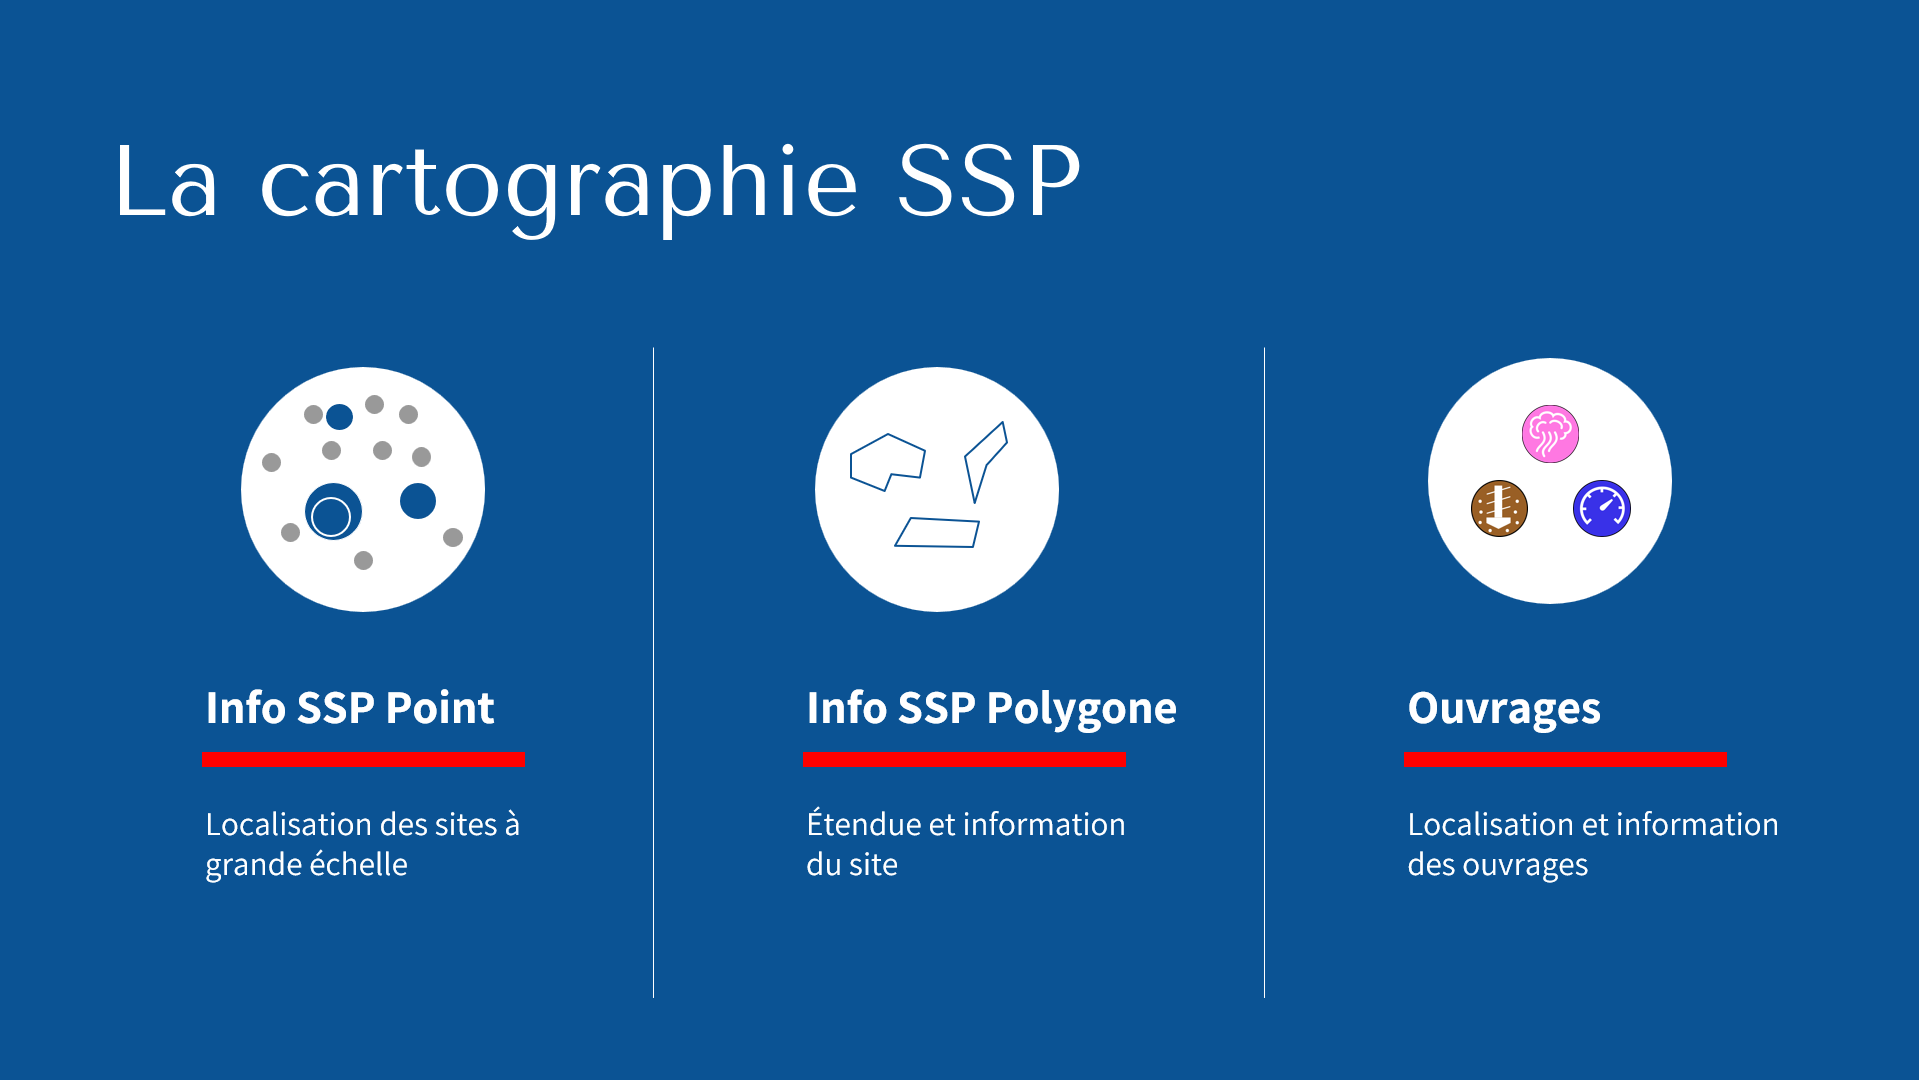 La cartographie SSP
Info SSP Point
Localisation des sites à
grande échelle
Info SSP Polygone
Étendue et information
du site
Ouvrages
Localisation et information
des ouvrages